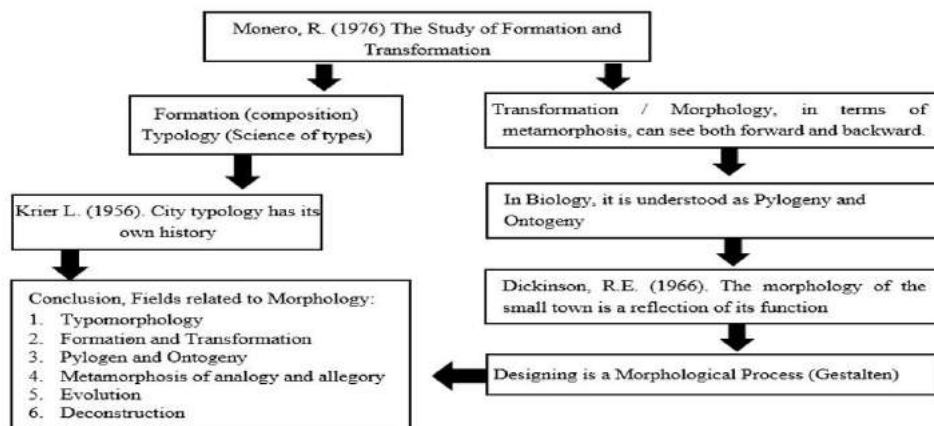 Monero, R. (1976) The Study of Formation and
Transformation
Formation (composition)
Typology (Science of types)
Transformation / Morphology, in terms of
metamorphosis, can see both forward and backward.
Krier L. (1956). City typology has its
own history
In Biology, it is understood as Pylogeny and
Ontogeny
Dickinson, R.E. (1966). The morphology of the
small town is a reflection of its function
Designing is a Morphological Process (Gestalten)
Conclusion, Fields related to Morphology:
1. Typomorphology
2. Formation and Transformation
3. Pylogen and Ontogeny
4. Metamorphosis of analogy and allegory
5. Evolution
6. Deconstruction